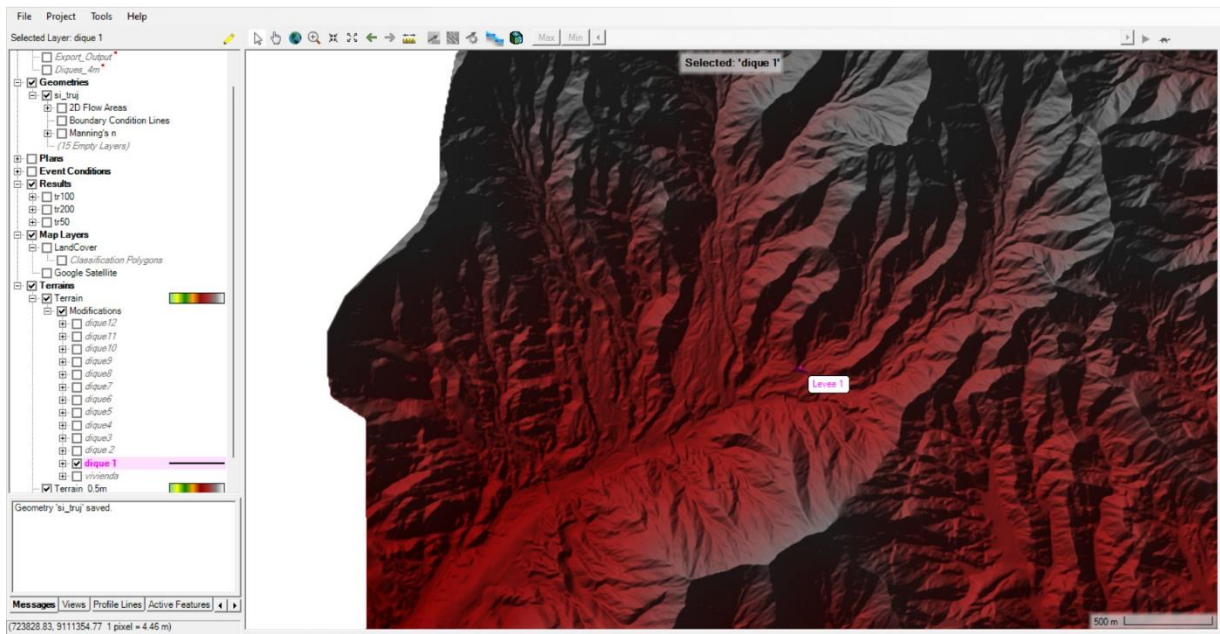 File Project Tools Help
Selected Layer: dique 1
Max Min
Export_Output*
Diques_4m*
Geometries
si_truj
2D Flow Areas
Boundary Condition Lines
Manning's n
(15 Empty Layers)
Plans
Event Conditions
Results
tr100
tr200
tr50
Map Layers
LandCover
Classification Polygons
Google Satellite
Terrains
Terrain
Modifications
dique12
dique11
dique10
dique9
dique8
dique7
dique6
dique5
dique4
dique3
dique 2
dique 1
vivienda
Terrain 0.5m
Selected: 'dique 1'
Levee 1
Geometry 'si_truj' saved.
Messages Views Profile Lines Active Features
(723828.83, 9111354.77 1 pixel = 4.46 m)
500 m